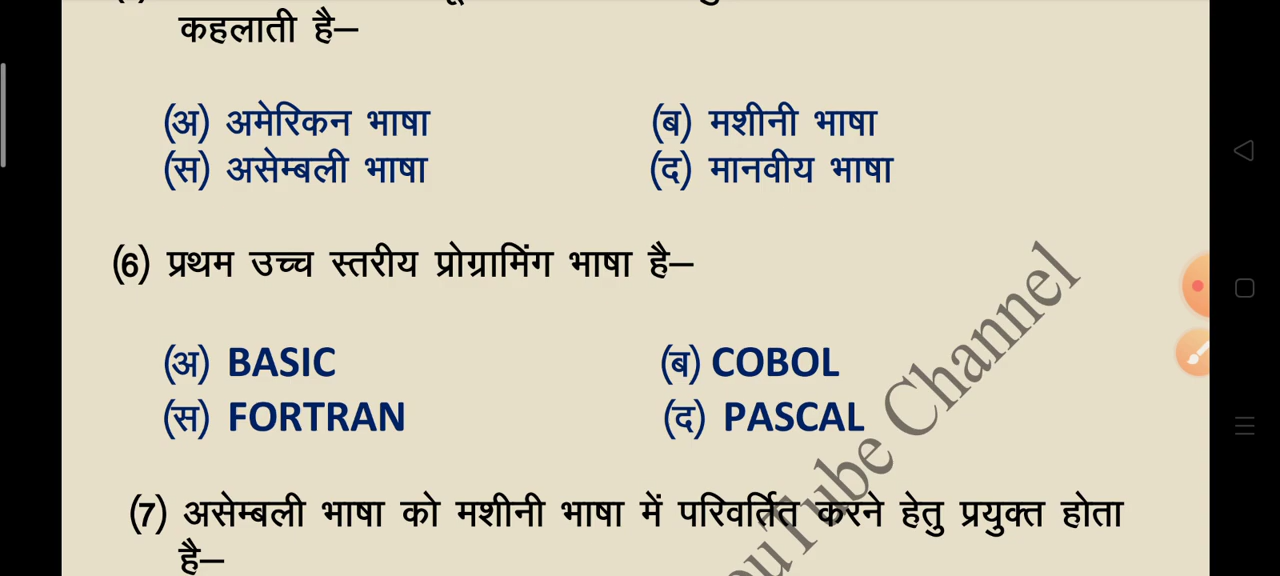 कहलाती है–
(अ) अमेरिकन भाषा (ब) मशीनी भाषा
(स) असेम्बली भाषा (द) मानवीय भाषा
(6) प्रथम उच्च स्तरीय प्रोग्रामिंग भाषा है–
(अ) BASIC (ब) COBOL
(स) FORTRAN (द) PASCAL
(7) असेम्बली भाषा को मशीनी भाषा में परिवर्तित करने हेतु प्रयुक्त होता
है–
YouTube Channel